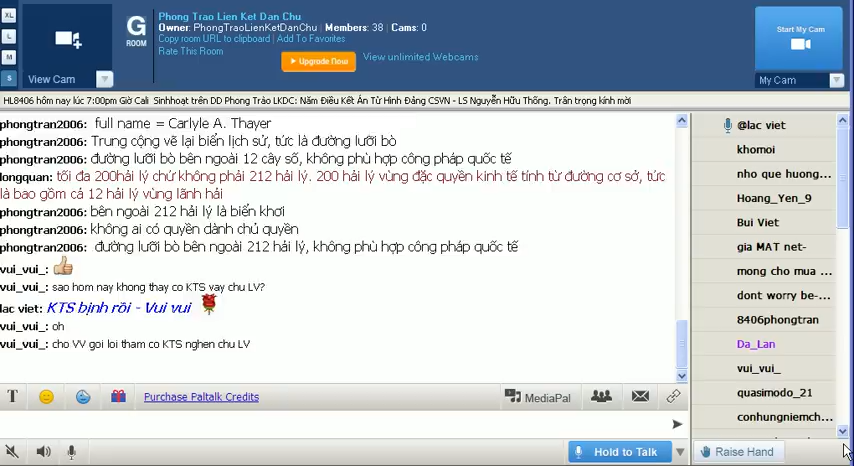 XL
L
M
S
View Cam
G
ROOM
Phong Trao Lien Ket Dan Chu
Owner: PhongTraoLienKetDanChu | Members: 38 | Cams: 0
Copy room URL to clipboard | Add To Favorites
Rate This Room
Upgrade Now
View unlimited Webcams
Start My Cam
My Cam
HL8406 hôm nay lúc 7:00pm Giờ Cali Sinhhoạt trên DD Phong Trào LKDC: Năm Điều Kết Án Tử Hình Đảng CSVN - LS Nguyễn Hữu Thống. Trân trọng kính mời
phongtran2006: full name = Carlyle A. Thayer
phongtran2006: Trung cộng vẽ lại biển lịch sử, tức là đường lưỡi bò
phongtran2006: đường lưỡi bò bên ngoài 12 cây số, không phù hợp công pháp quốc tế
longquan: tối đa 200hải lý chứ không phải 212 hải lý. 200 hải lý vùng đặc quyền kinh tế tính từ đường cơ sở, tức
là bao gồm cả 12 hải lý vùng lãnh hải
phongtran2006: bên ngoài 212 hải lý là biển khơi
phongtran2006: không ai có quyền dành chủ quyền
phongtran2006: đường lưỡi bò bên ngoài 212 hải lý, không phù hợp công pháp quốc tế
vui_vui_:
vui_vui_: sao hom nay khong thay co KTS vay chu LV?
lac viet: KTS bịnh rồi - Vui vui
vui_vui_: oh
vui_vui_: cho VV goi loi tham co KTS nghen chu LV
T
Purchase Paltalk Credits
MediaPal
Hold to Talk
@lac viet
khomoi
nho que huong...
Hoang_Yen_9
Bui Viet
gia MAT net-
mong cho mua ...
dont worry be-...
8406phongtran
Da_Lan
vui_vui_
quasimodo_21
conhungniemch...
Raise Hand